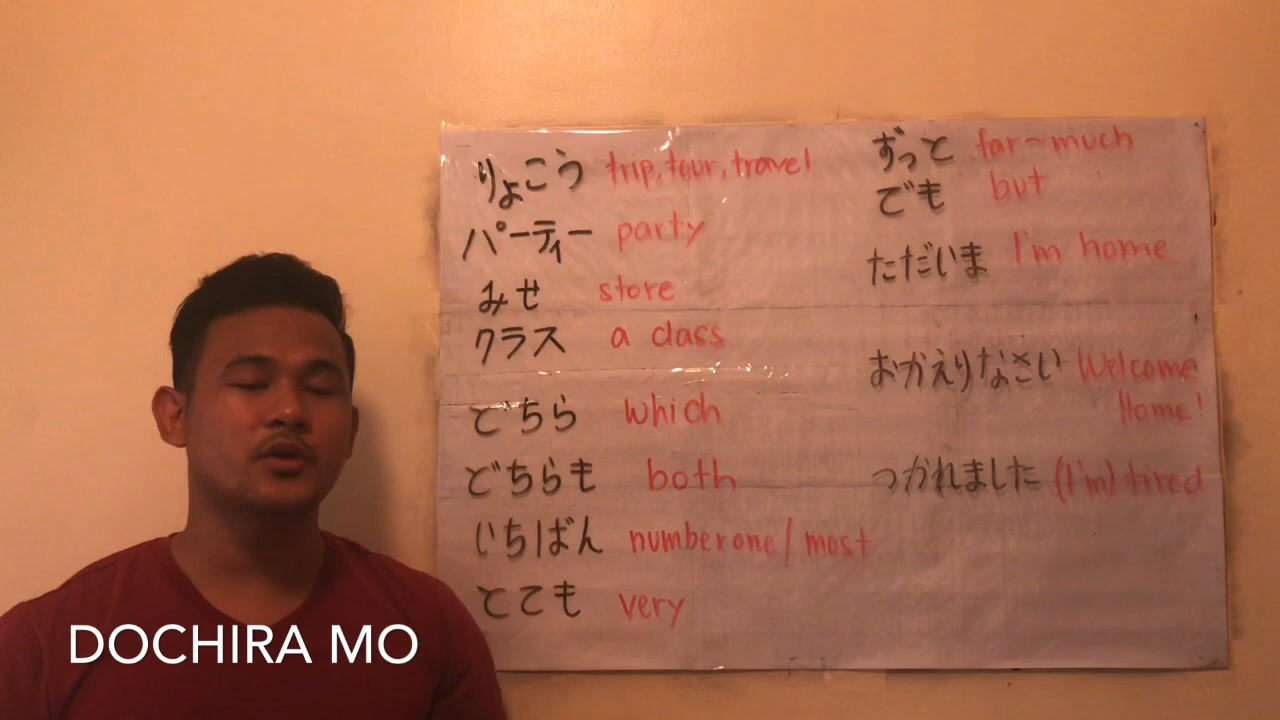 りょこう trip, tour, travel
パーティー party
みせ store
クラス a class
どちら which
どちらも both
いちばん number one / most
とても very
ずっと far~much
でも but
ただいま I'm home
おかえりなさい Welcome
Home!
つかれました (I'm) tired
DOCHIRA MO